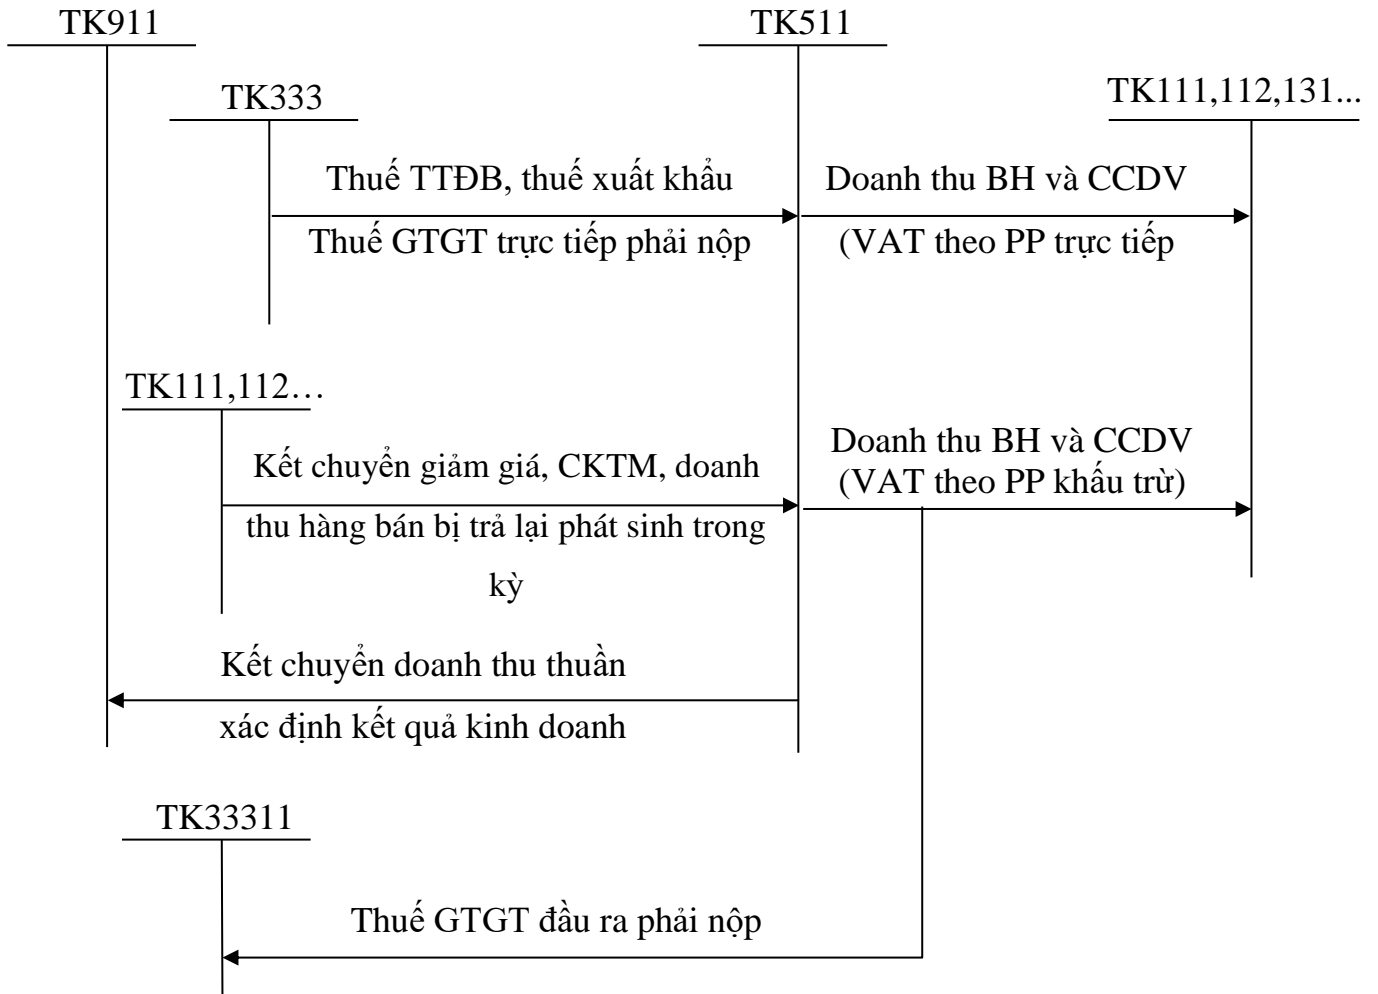 TK911
TK511
TK333
TK111,112,131...
Thuế TTĐB, thuế xuất khẩu
Doanh thu BH và CCDV
Thuế GTGT trực tiếp phải nộp
(VAT theo PP trực tiếp
TK111,112…
Doanh thu BH và CCDV
(VAT theo PP khấu trừ)
Kết chuyển giảm giá, CKTM, doanh
thu hàng bán bị trả lại phát sinh trong
kỳ
Kết chuyển doanh thu thuần
xác định kết quả kinh doanh
TK33311
Thuế GTGT đầu ra phải nộp